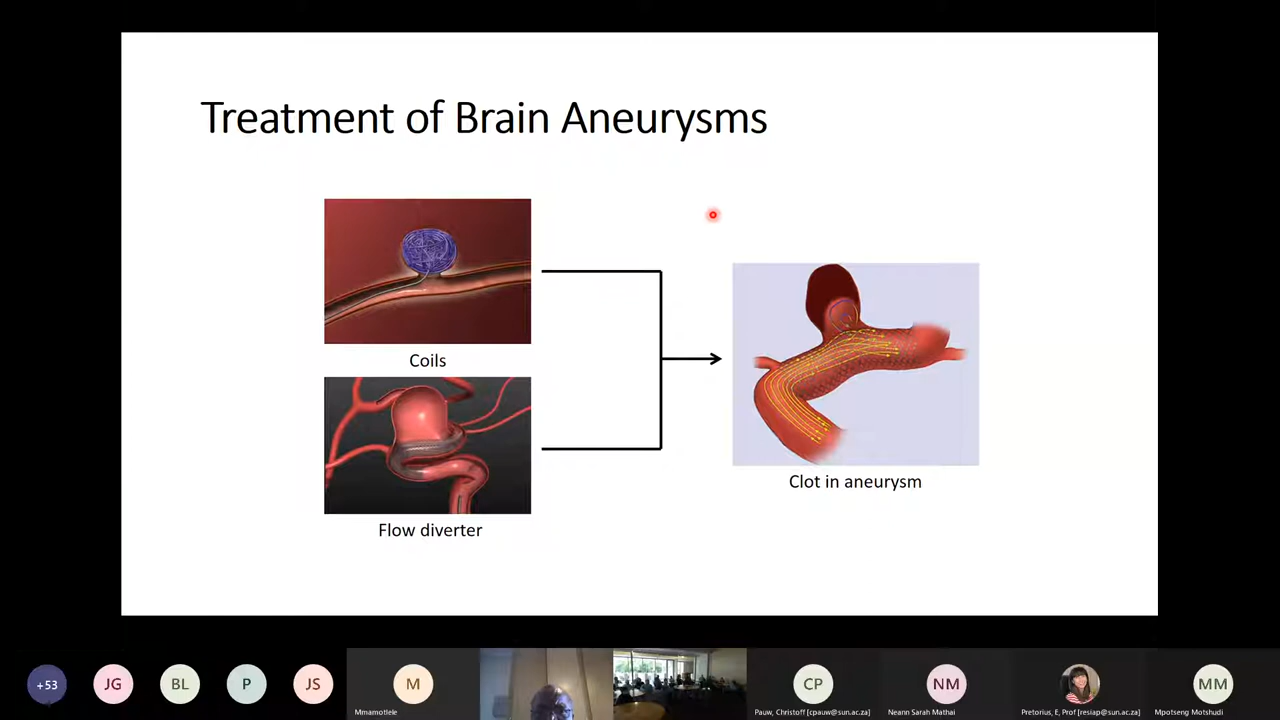 Treatment of Brain Aneurysms
Coils
Flow diverter
Clot in aneurysm
+53
JG
BL
P
JS
M
Mmamotlele
CP
Pauw, Christoff [cpauw@sun.ac.za]
NM
Neann Sarah Mathai
Pretorius, E, Prof [resiap@sun.ac.za]
MM
Mpotseng Motshudi